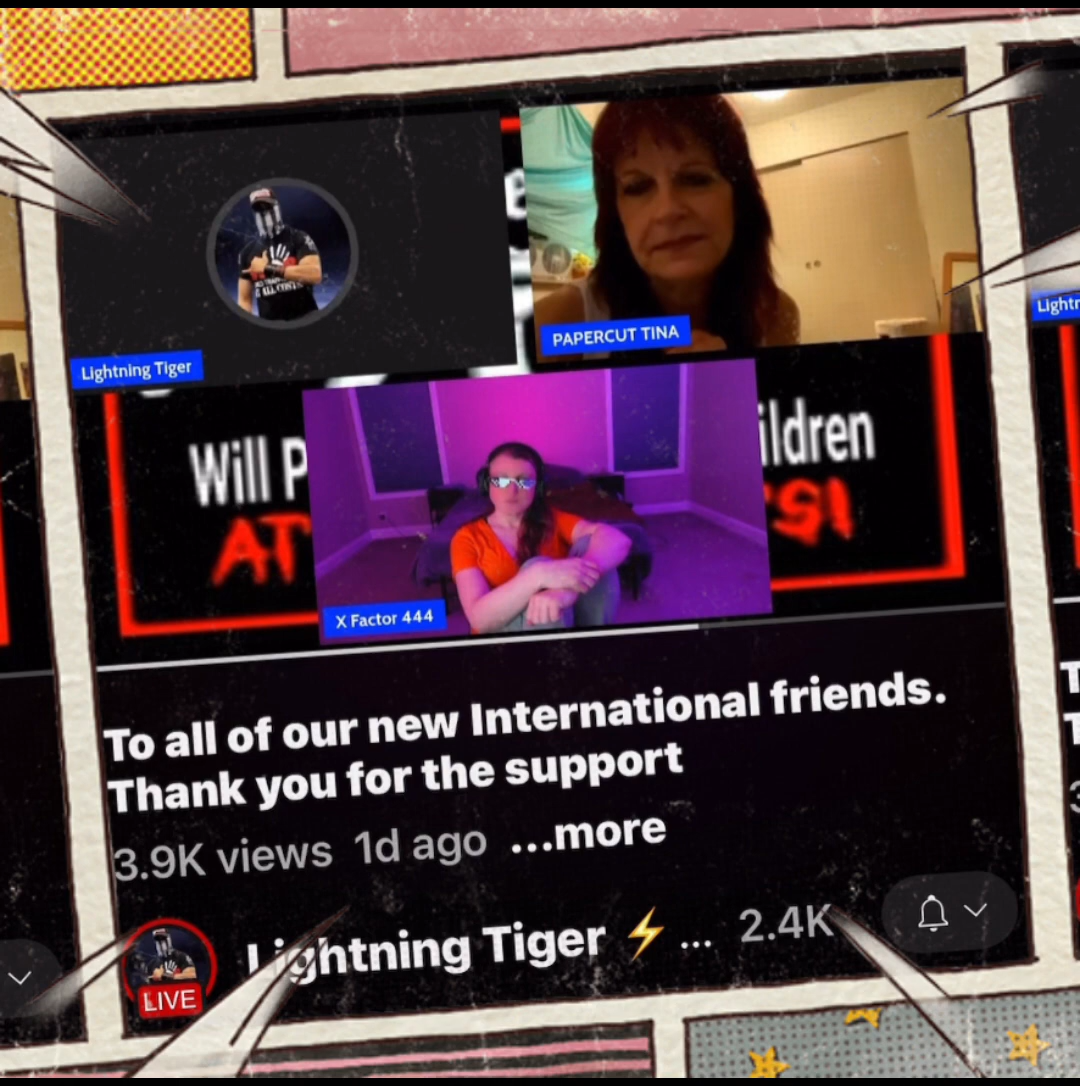 Lightning Tiger
PAPERCUT TINA
Will P
ildren
AT
X Factor 444
To all of our new International friends.
Thank you for the support
3.9K views 1d ago ...more
Lightning Tiger ⚡ ... 2.4K
LIVE
Lightn